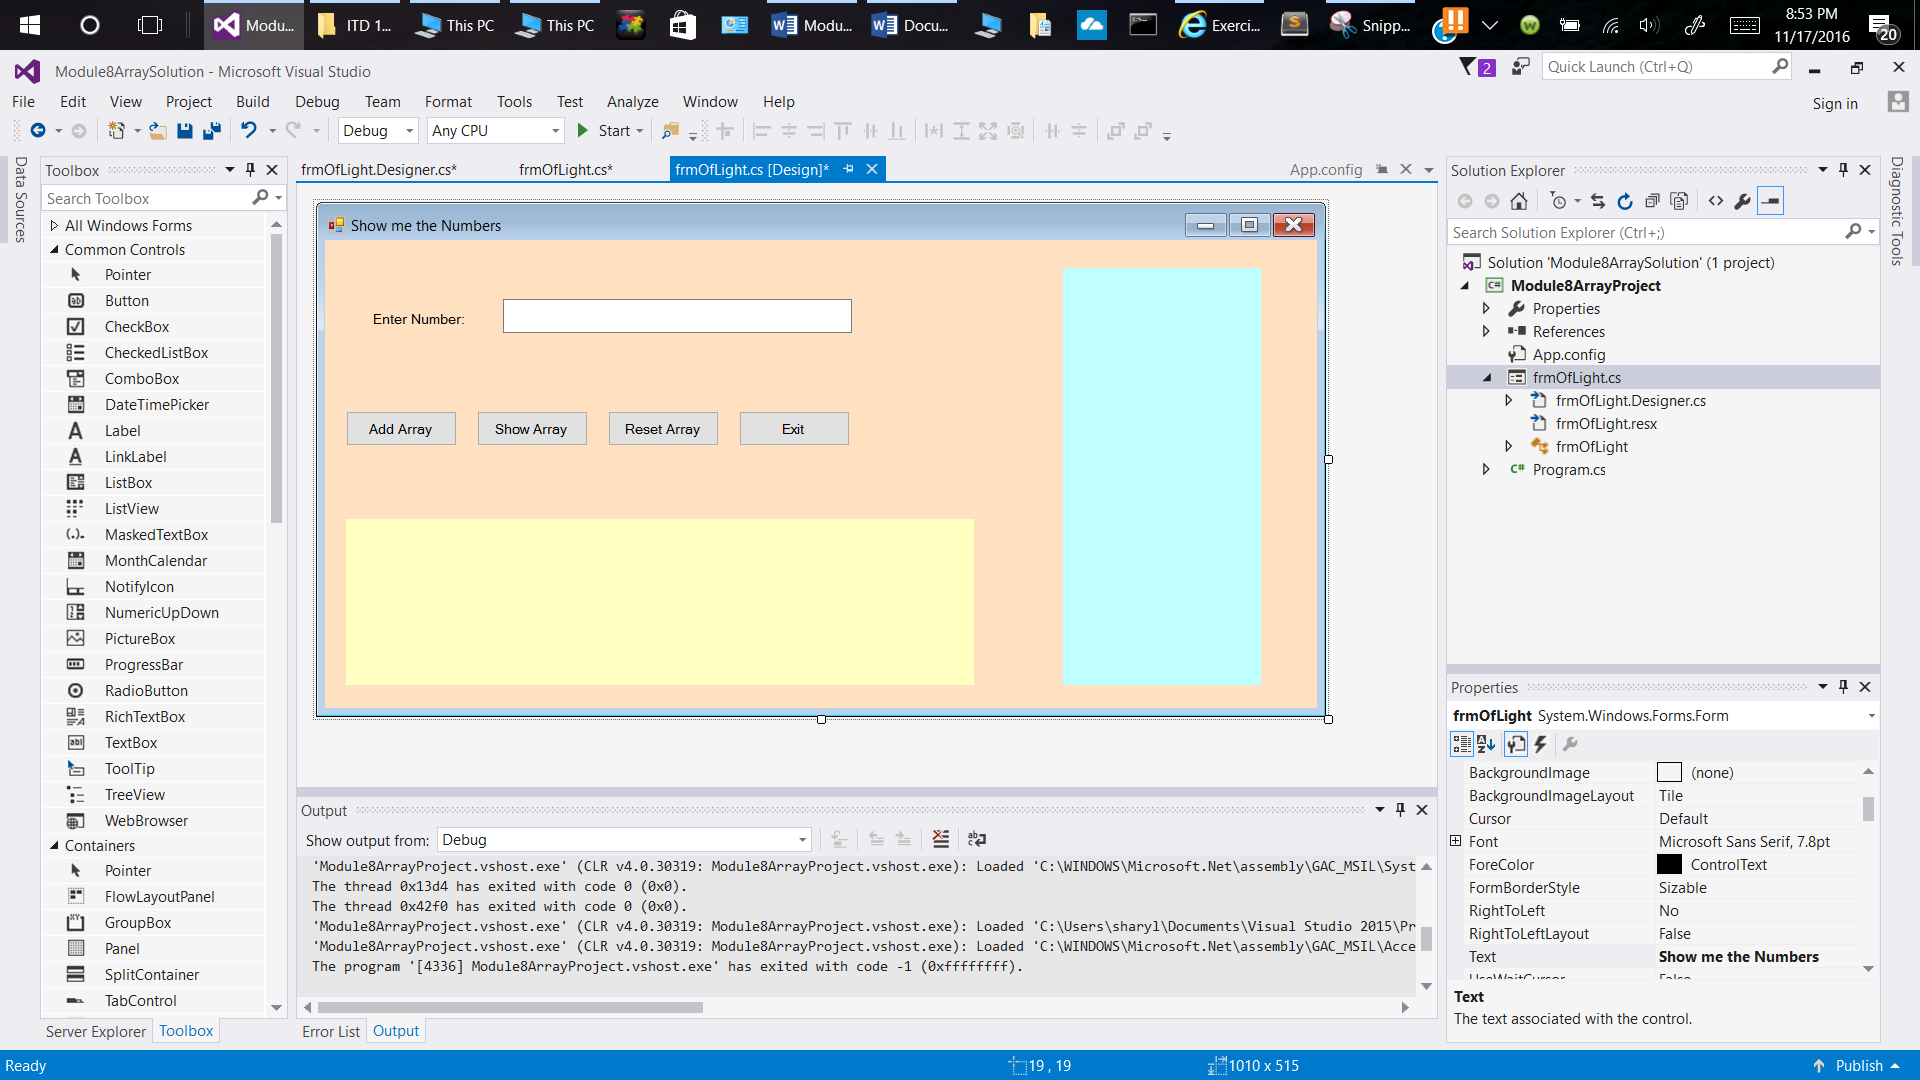 Modu...
ITD 1...
This PC
This PC
Modu...
Docu...
Exerci...
Snipp...
8:53 PM
11/17/2016
20
Module8ArraySolution - Microsoft Visual Studio
2
Quick Launch (Ctrl+Q)
File Edit View Project Build Debug Team Format Tools Test Analyze Window Help
Sign in
Debug
Any CPU
Start
Data Sources
Toolbox
Search Toolbox
All Windows Forms
Common Controls
Pointer
Button
CheckBox
CheckedListBox
ComboBox
DateTimePicker
Label
LinkLabel
ListBox
ListView
MaskedTextBox
MonthCalendar
NotifyIcon
NumericUpDown
PictureBox
ProgressBar
RadioButton
RichTextBox
TextBox
ToolTip
TreeView
WebBrowser
Containers
Pointer
FlowLayoutPanel
GroupBox
Panel
SplitContainer
TabControl
Server Explorer
Toolbox
frmOfLight.Designer.cs*
frmOfLight.cs*
frmOfLight.cs [Design]*
App.config
Show me the Numbers
Enter Number:
Add Array
Show Array
Reset Array
Exit
Output
Show output from:
Debug
'Module8ArrayProject.vshost.exe' (CLR v4.0.30319: Module8ArrayProject.vshost.exe): Loaded 'C:\WINDOWS\Microsoft.Net\assembly\GAC_MSIL\Syst
The thread 0x13d4 has exited with code 0 (0x0).
The thread 0x42f0 has exited with code 0 (0x0).
'Module8ArrayProject.vshost.exe' (CLR v4.0.30319: Module8ArrayProject.vshost.exe): Loaded 'C:\Users\sharyl\Documents\Visual Studio 2015\Pr
'Module8ArrayProject.vshost.exe' (CLR v4.0.30319: Module8ArrayProject.vshost.exe): Loaded 'C:\WINDOWS\Microsoft.Net\assembly\GAC_MSIL\Acce
The program '[4336] Module8ArrayProject.vshost.exe' has exited with code -1 (0xffffffff).
Error List
Output
Solution Explorer
Search Solution Explorer (Ctrl+;)
Solution 'Module8ArraySolution' (1 project)
Module8ArrayProject
Properties
References
App.config
frmOfLight.cs
frmOfLight.Designer.cs
frmOfLight.resx
frmOfLight
Program.cs
Diagnostic Tools
Properties
frmOfLight System.Windows.Forms.Form
BackgroundImage (none)
BackgroundImageLayout Tile
Cursor Default
Font Microsoft Sans Serif, 7.8pt
ForeColor ControlText
FormBorderStyle Sizable
RightToLeft No
RightToLeftLayout False
Text Show me the Numbers
UseWaitCursor False
Text
The text associated with the control.
Ready
19 , 19
1010 x 515
Publish